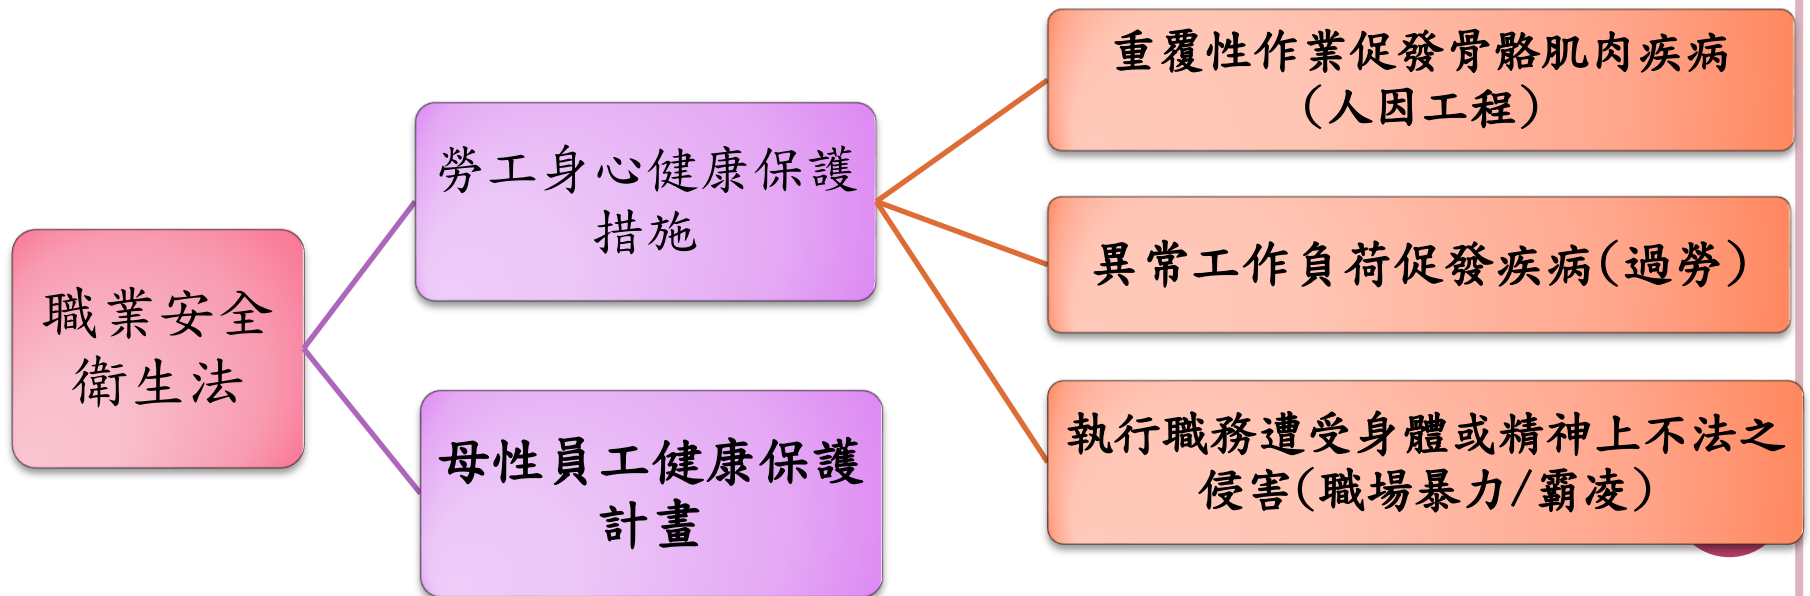 職業安全
衛生法
勞工身心健康保護
措施
母性員工健康保護
計畫
重覆性作業促發骨骼肌肉疾病
(人因工程)
異常工作負荷促發疾病(過勞)
執行職務遭受身體或精神上不法之
侵害(職場暴力/霸凌)